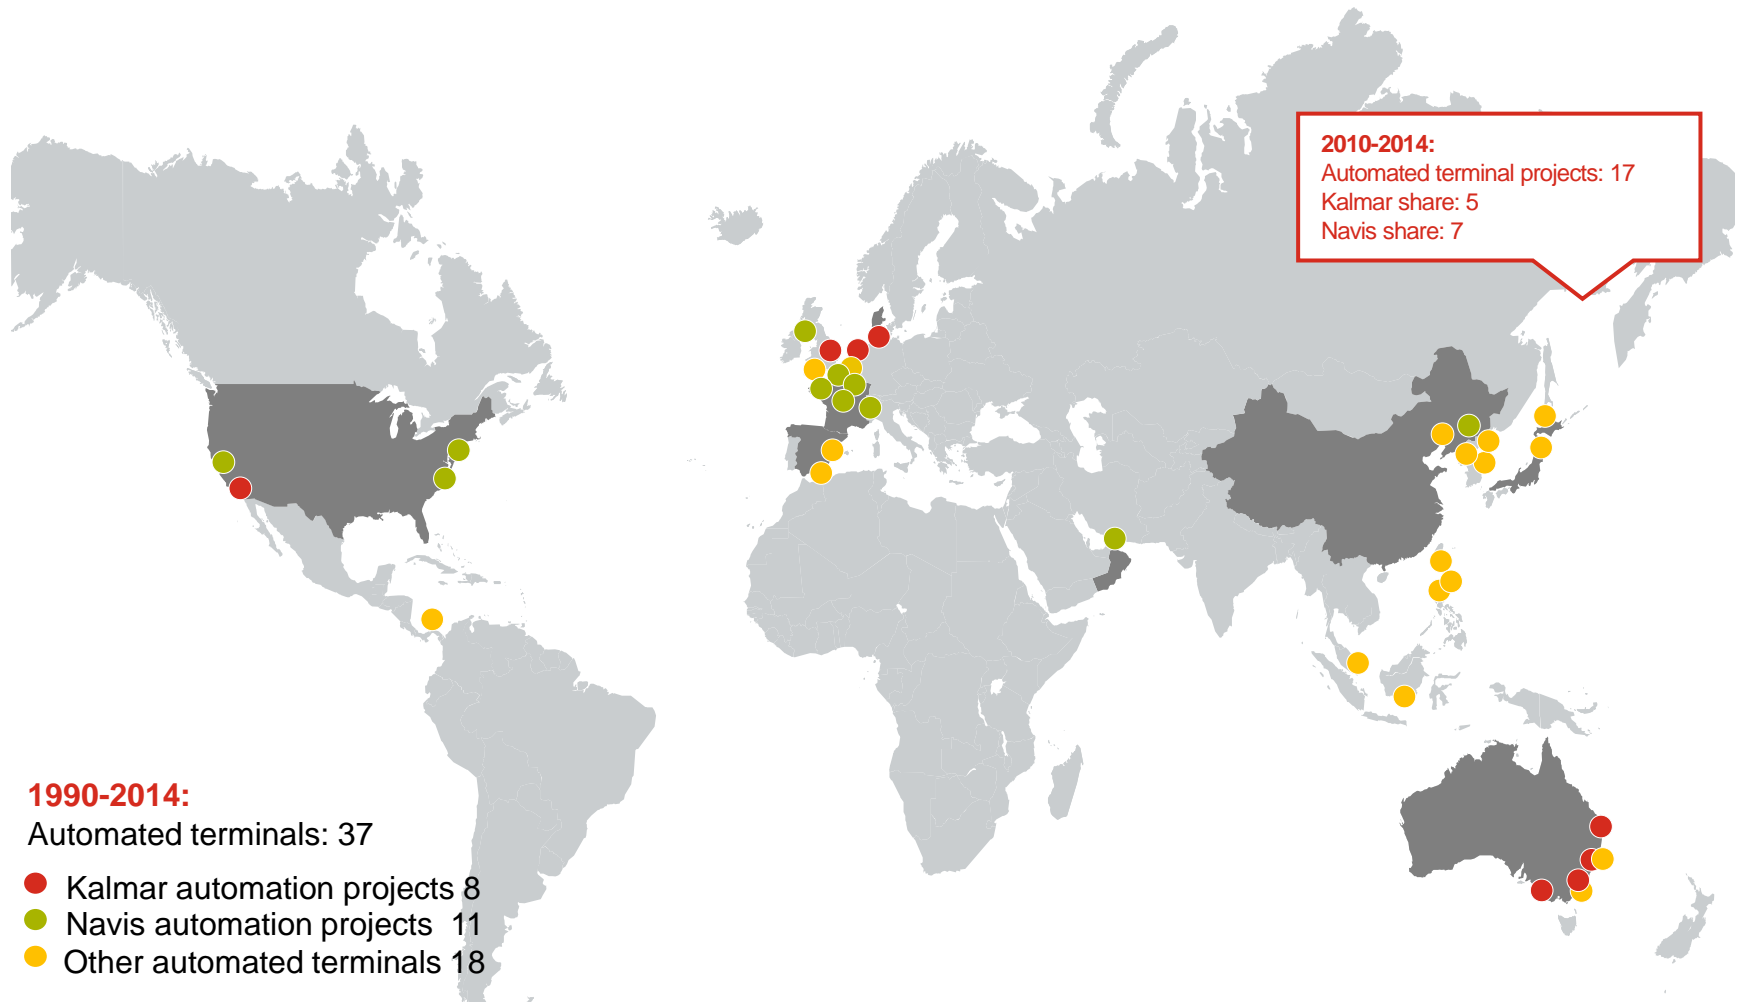 2010-2014:
Automated terminal projects: 17
Kalmar share: 5
Navis share: 7
1990-2014:
Automated terminals: 37
Kalmar automation projects 8
Navis automation projects 11
Other automated terminals 18